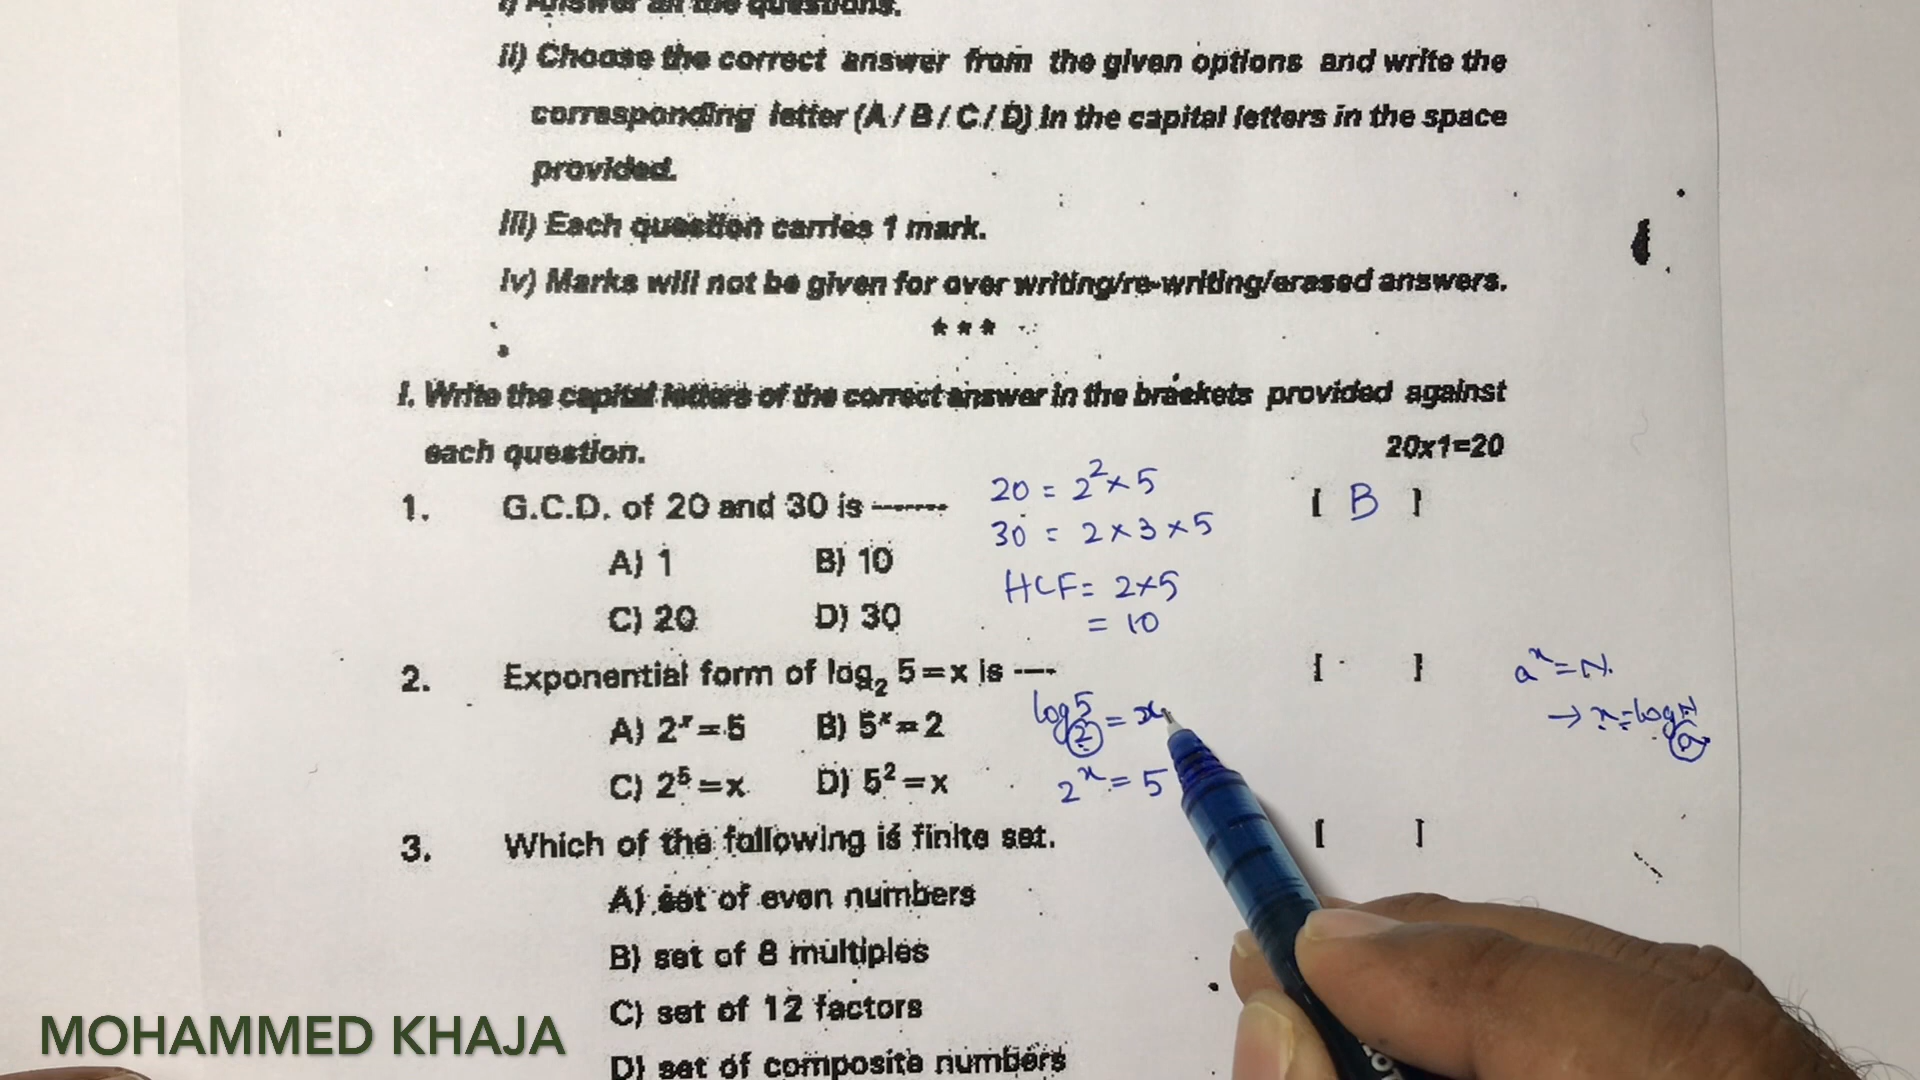 i) Answer all the questions.
ii) Choose the correct answer from the given options and write the
corresponding letter (A / B / C / D) in the capital letters in the space
provided.
iii) Each question carries 1 mark.
iv) Marks will not be given for over writing/re-writing/erased answers.
* * *
I. Write the capital letters of the correct answer in the brackets provided against
each question. 20x1=20
1. G.C.D. of 20 and 30 is ------- [ B ]
20 = 2² × 5
30 = 2 × 3 × 5
A) 1 B) 10
HCF = 2×5
C) 20 D) 30
= 10
2. Exponential form of log₂ 5 = x is ---- [ ]
aˣ = N.
A) 2ˣ = 5 B) 5ˣ = 2
log₂5 = x
→ x = logₐN
C) 2⁵ = x D) 5² = x
2ˣ = 5
3. Which of the following is finite set. [ ]
A) set of even numbers
B) set of 8 multiples
C) set of 12 factors
D) set of composite numbers
MOHAMMED KHAJA